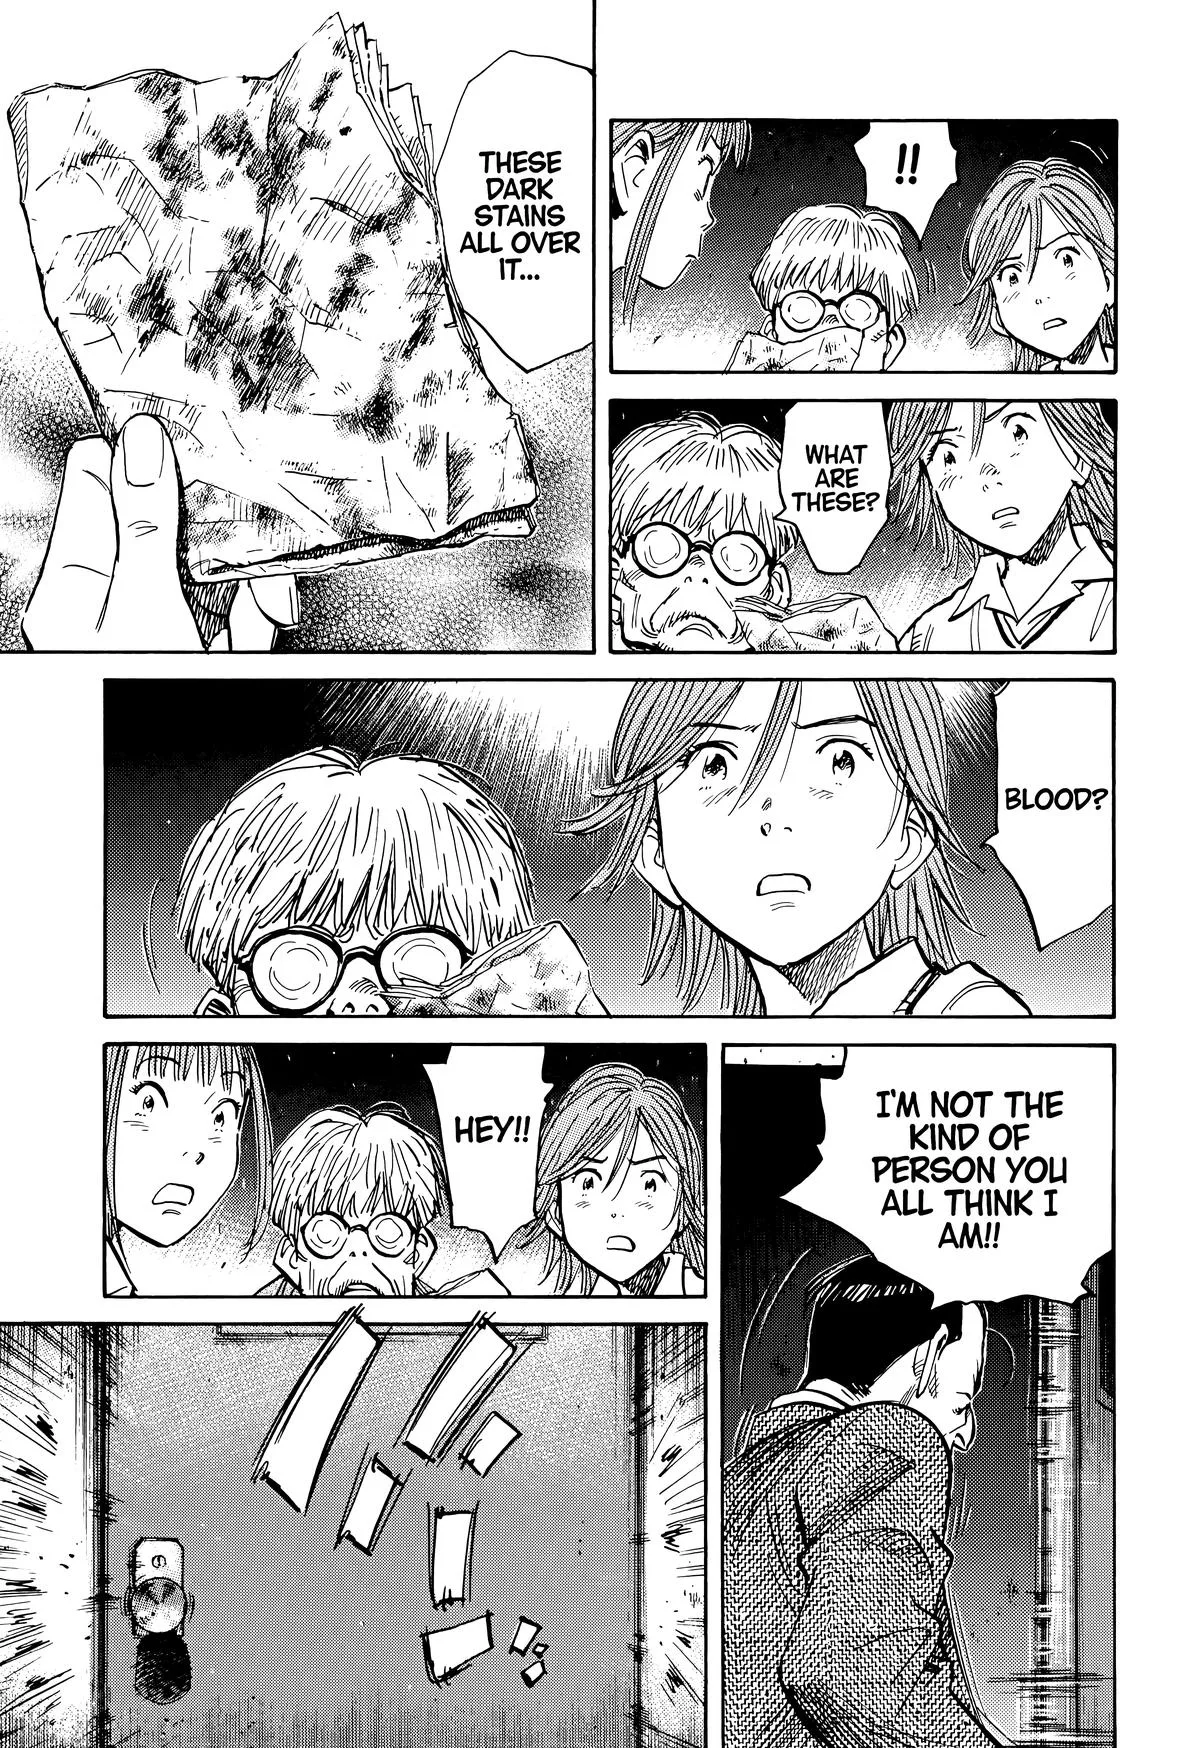 !!
THESE
DARK
STAINS
ALL OVER
IT...
WHAT
ARE
THESE?
BLOOD?
I'M NOT THE
KIND OF
PERSON YOU
ALL THINK I
AM!!
HEY!!